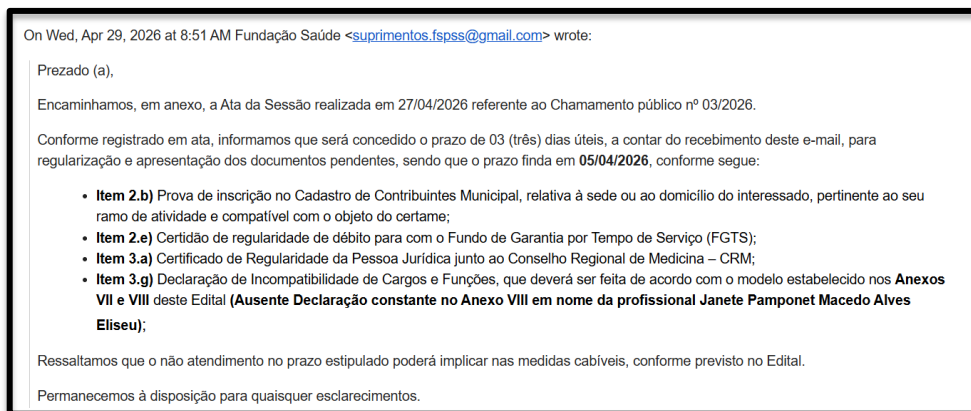 On Wed, Apr 29, 2026 at 8:51 AM Fundação Saúde <suprimentos.fspss@gmail.com> wrote:
Prezado (a),
Encaminhamos, em anexo, a Ata da Sessão realizada em 27/04/2026 referente ao Chamamento público nº 03/2026.
Conforme registrado em ata, informamos que será concedido o prazo de 03 (três) dias úteis, a contar do recebimento deste e-mail, para
regularização e apresentação dos documentos pendentes, sendo que o prazo finda em 05/04/2026, conforme segue:
• Item 2.b) Prova de inscrição no Cadastro de Contribuintes Municipal, relativa à sede ou ao domicílio do interessado, pertinente ao seu
ramo de atividade e compatível com o objeto do certame;
• Item 2.e) Certidão de regularidade de débito para com o Fundo de Garantia por Tempo de Serviço (FGTS);
• Item 3.a) Certificado de Regularidade da Pessoa Jurídica junto ao Conselho Regional de Medicina – CRM;
• Item 3.g) Declaração de Incompatibilidade de Cargos e Funções, que deverá ser feita de acordo com o modelo estabelecido nos Anexos
VII e VIII deste Edital (Ausente Declaração constante no Anexo VIII em nome da profissional Janete Pamponet Macedo Alves
Eliseu);
Ressaltamos que o não atendimento no prazo estipulado poderá implicar nas medidas cabíveis, conforme previsto no Edital.
Permanecemos à disposição para quaisquer esclarecimentos.